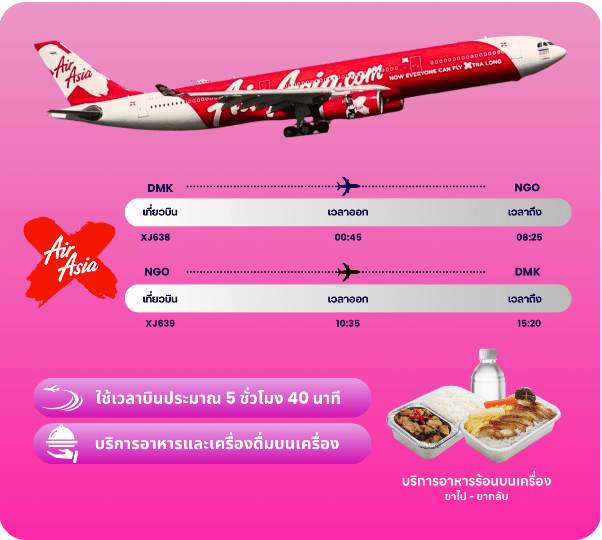 Air Asia
AirAsia.com
NOW EVERYONE CAN FLY XTRA LONG
DMK NGO
เที่ยวบิน เวลาออก เวลาถึง
XJ638 00:45 08:25
Air Asia
NGO DMK
เที่ยวบิน เวลาออก เวลาถึง
XJ639 10:35 15:20
ใช้เวลาบินประมาณ 5 ชั่วโมง 40 นาที
บริการอาหารและเครื่องดื่มบนเครื่อง
บริการอาหารร้อนบนเครื่อง
ขาไป - ขากลับ